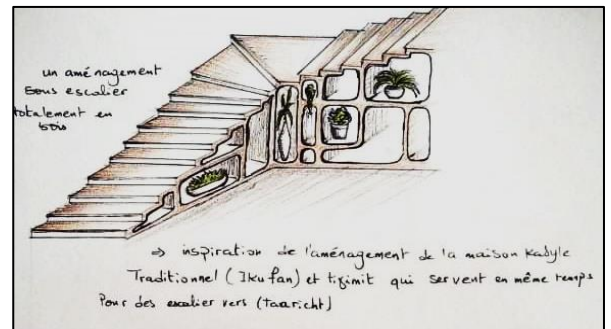 un aménagement
sous escalier
totalement en
bois
=> inspiration de l'aménagement de la maison Kabyle
Traditionnel (Ikufan) et tiximit qui servent en même temps
Pour des escalier vers (taaricht)